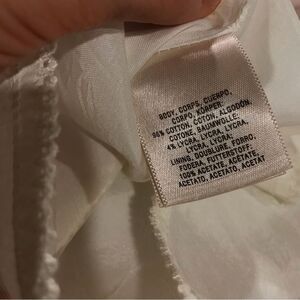 BODY, CORPS, CUERPO,
CORPO, KÖRPER:
96% COTTON, COTON, ALGODÓN,
COTONE, BAUMWOLLE,
4% LYCRA, LYCRA, LYCRA,
LYCRA, LYCRA;
LINING, DOUBLURE, FORRO,
FODERA, FUTTERSTOFF:
100% ACETATE, ACETATE,
ACETATO, ACETATO, ACETAT